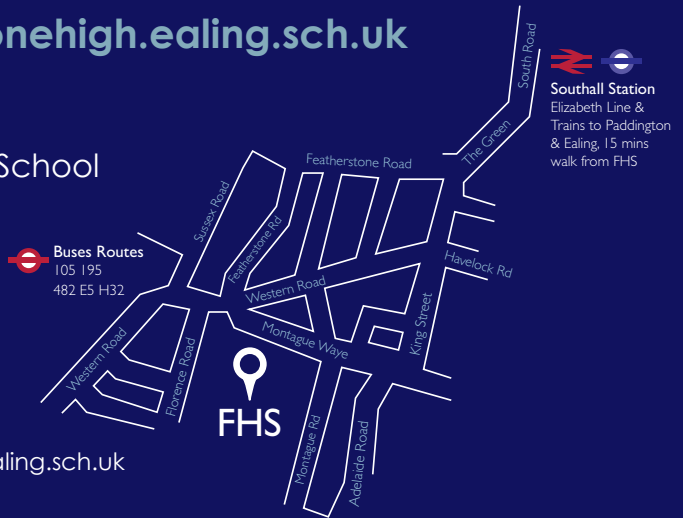 onehigh.ealing.sch.uk
School
South Road
Southall Station
Elizabeth Line &
Trains to Paddington
& Ealing, 15 mins
walk from FHS
The Green
Featherstone Road
Sussex Road
Featherstone Rd
Buses Routes
105 195
482 E5 H32
Havelock Rd
Western Road
King Street
Montague Waye
Western Road
Florence Road
FHS
Montague Rd
Adelaide Road
aling.sch.uk